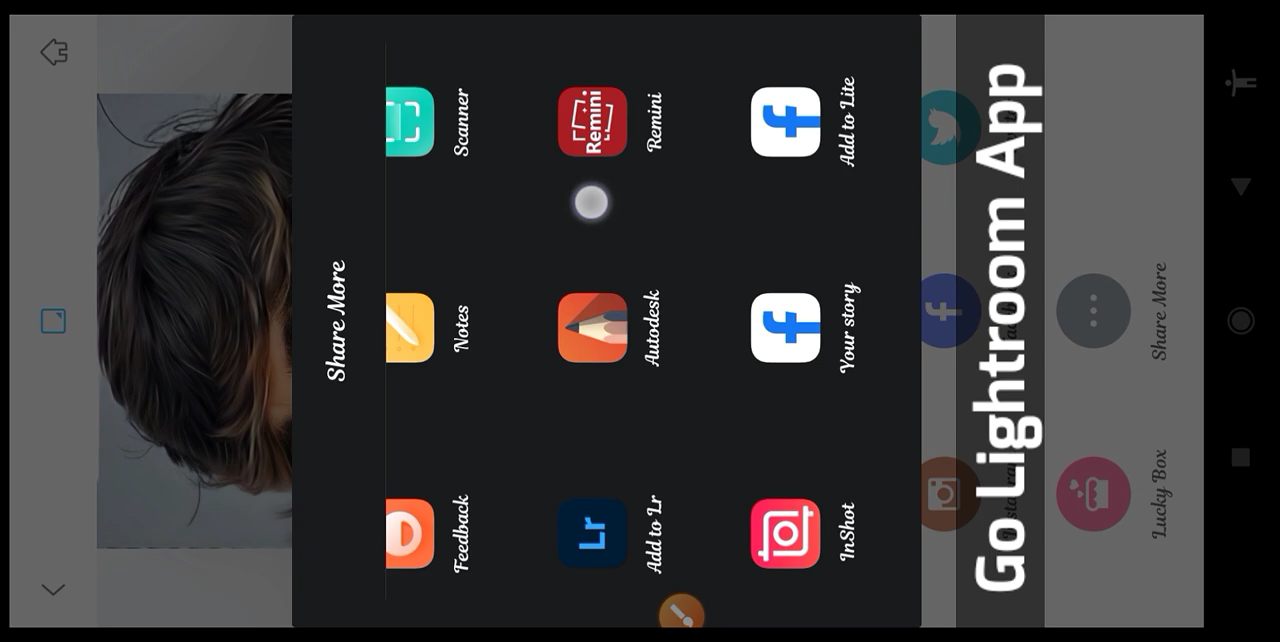 Share More
Feedback Notes Scanner
Lr Remini
Add to Lr Autodesk Remini
InShot Your story Add to Lite
Go Lightroom App
Lucky Box Share More